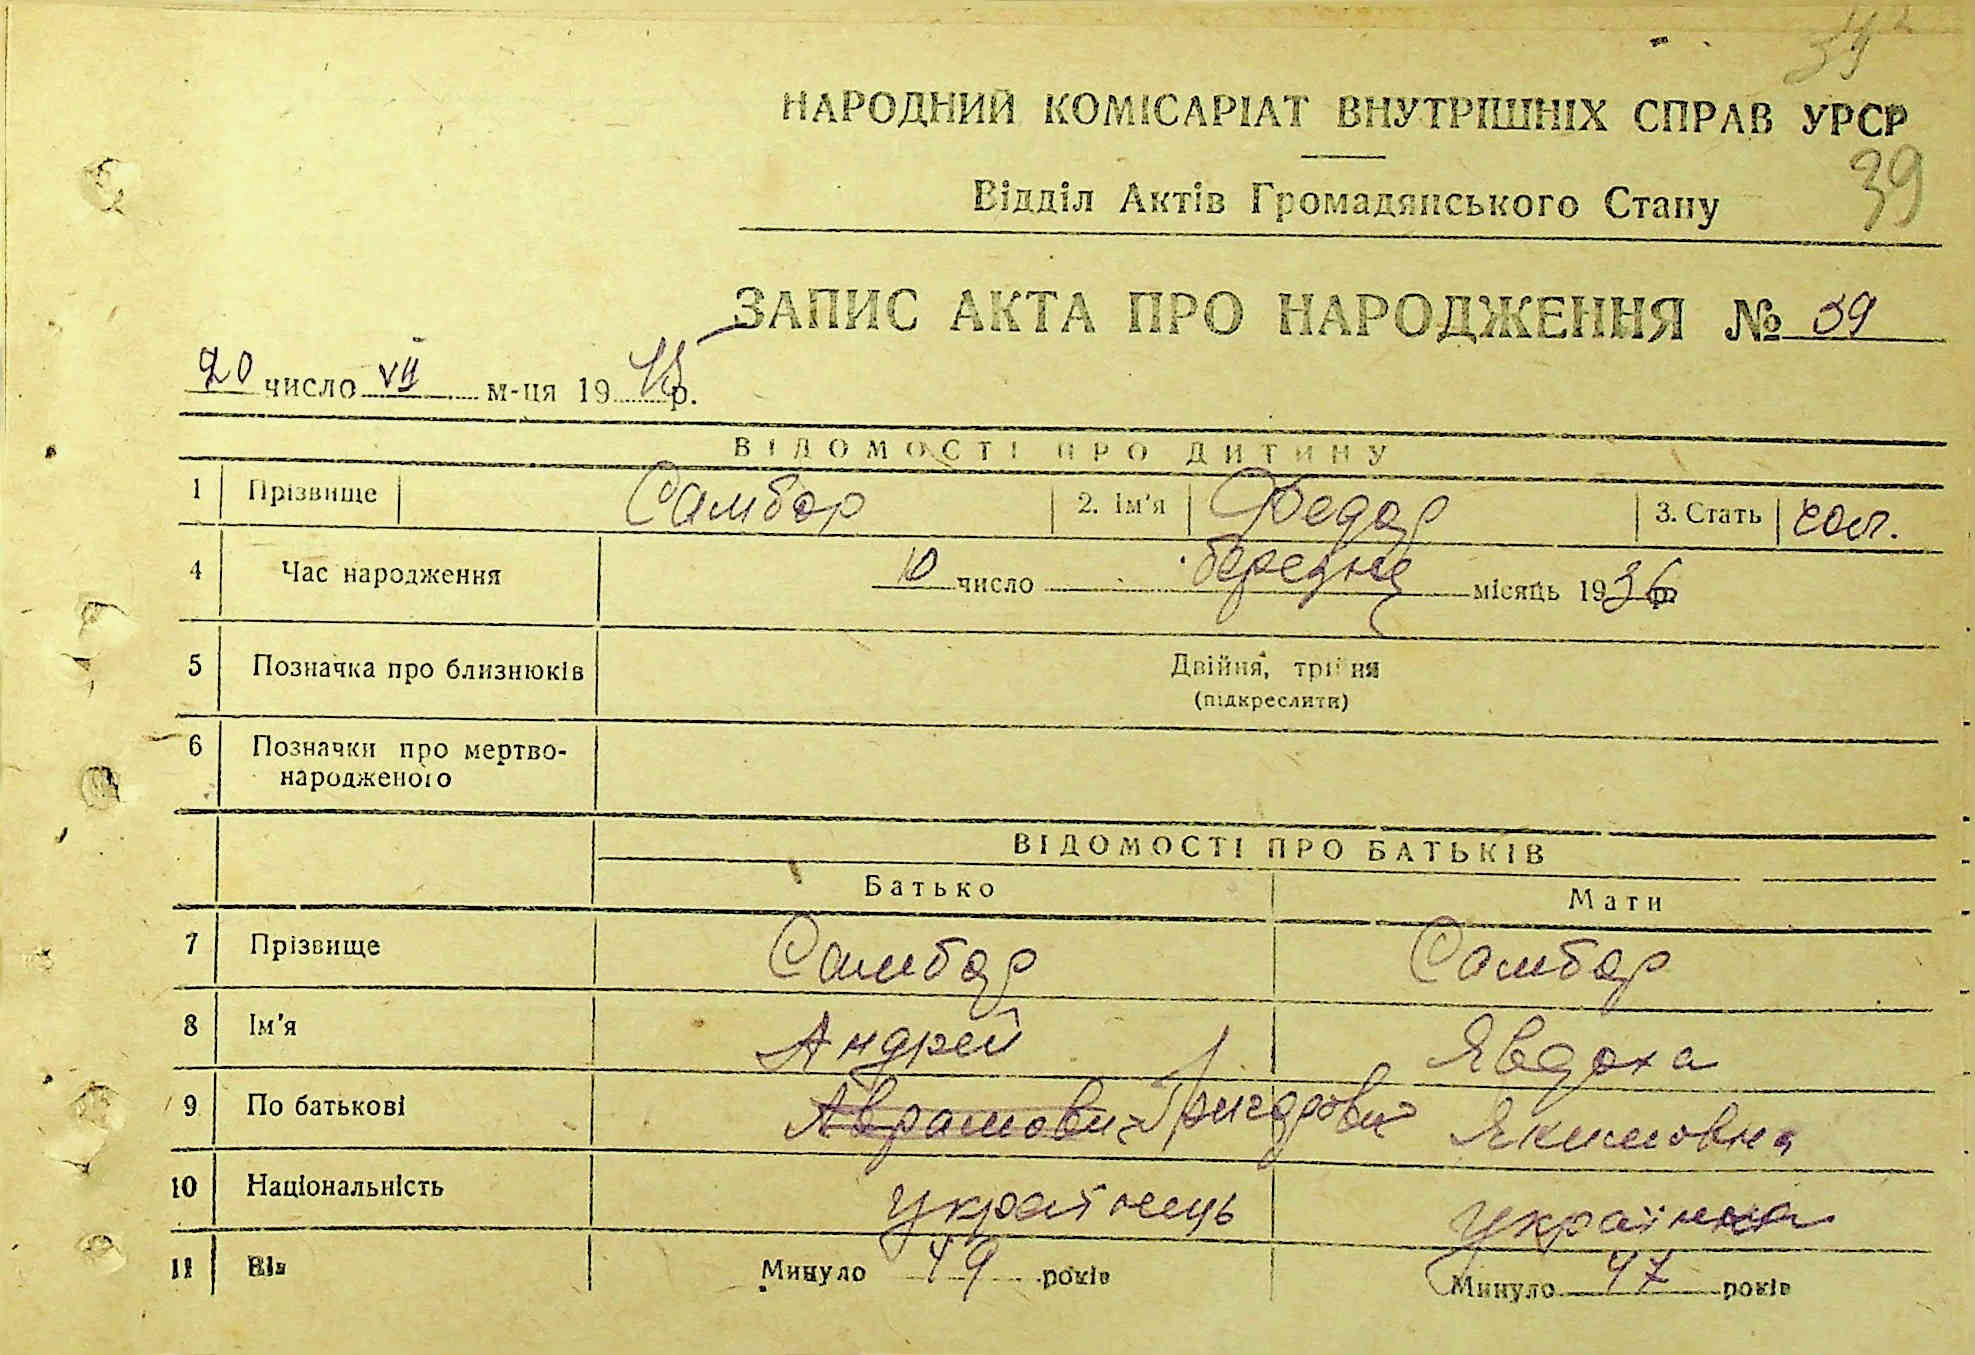 39
НАРОДНИЙ КОМІСАРІАТ ВНУТРІШНІХ СПРАВ УРСР
39
Відділ Актів Громадянського Стану
ЗАПИС АКТА ПРО НАРОДЖЕННЯ № 39
20 число VII м-ця 19 р.
ВІДОМОСТІ ПРО ДИТИНУ
1 Прізвище Самбор 2. Ім'я Федор 3. Стать чол.
4 Час народження 10 число березня місяць 1936 р.
5 Позначка про близнюків Двійня, трійня
(підкреслити)
6 Позначки про мертво-
народженого
ВІДОМОСТІ ПРО БАТЬКІВ
Батько Мати
7 Прізвище Самбор Самбор
8 Ім'я Андрей Явдоха
9 По батькові Аврамович Григорович Якимовна
10 Національність українець українка
11 Вік Минуло 49 років Минуло 47 років